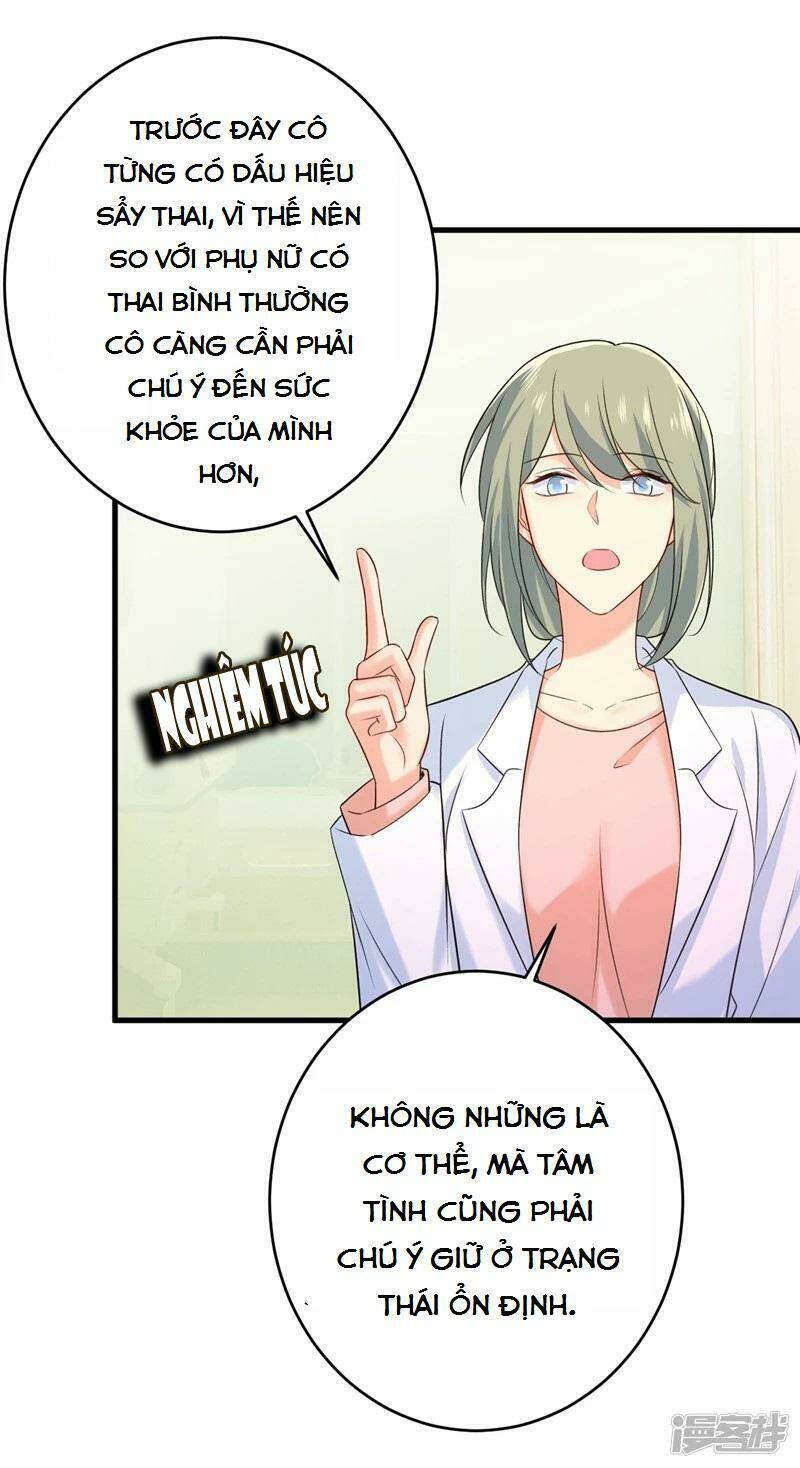 TRƯỚC ĐÂY CÔ
TỪNG CÓ DẤU HIỆU
SẨY THAI, VÌ THẾ NÊN
SO VỚI PHỤ NỮ CÓ
THAI BÌNH THƯỜNG
CÔ CÀNG CẦN PHẢI
CHÚ Ý ĐẾN SỨC
KHỎE CỦA MÌNH
HƠN,
NGHIÊM TÚC
KHÔNG NHỮNG LÀ
CƠ THỂ, MÀ TÂM
TÌNH CŨNG PHẢI
CHÚ Ý GIỮ Ở TRẠNG
THÁI ỔN ĐỊNH.
漫客栈